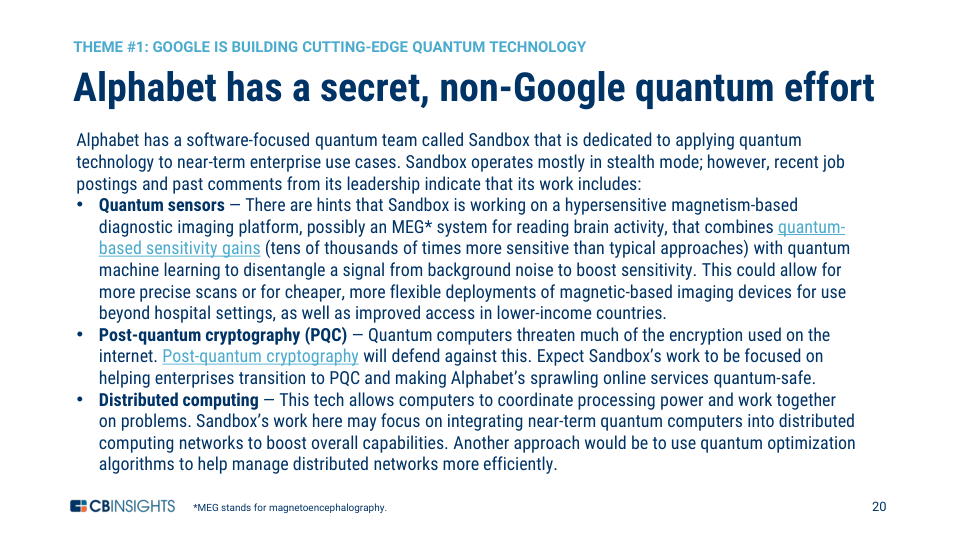 THEME #1: GOOGLE IS BUILDING CUTTING-EDGE QUANTUM TECHNOLOGY
Alphabet has a secret, non-Google quantum effort
Alphabet has a software-focused quantum team called Sandbox that is dedicated to applying quantum
technology to near-term enterprise use cases. Sandbox operates mostly in stealth mode; however, recent job
postings and past comments from its leadership indicate that its work includes:
• Quantum sensors — There are hints that Sandbox is working on a hypersensitive magnetism-based
diagnostic imaging platform, possibly an MEG* system for reading brain activity, that combines quantum-
based sensitivity gains (tens of thousands of times more sensitive than typical approaches) with quantum
machine learning to disentangle a signal from background noise to boost sensitivity. This could allow for
more precise scans or for cheaper, more flexible deployments of magnetic-based imaging devices for use
beyond hospital settings, as well as improved access in lower-income countries.
• Post-quantum cryptography (PQC) — Quantum computers threaten much of the encryption used on the
internet. Post-quantum cryptography will defend against this. Expect Sandbox's work to be focused on
helping enterprises transition to PQC and making Alphabet's sprawling online services quantum-safe.
• Distributed computing — This tech allows computers to coordinate processing power and work together
on problems. Sandbox's work here may focus on integrating near-term quantum computers into distributed
computing networks to boost overall capabilities. Another approach would be to use quantum optimization
algorithms to help manage distributed networks more efficiently.
CBINSIGHTS
*MEG stands for magnetoencephalography.
20